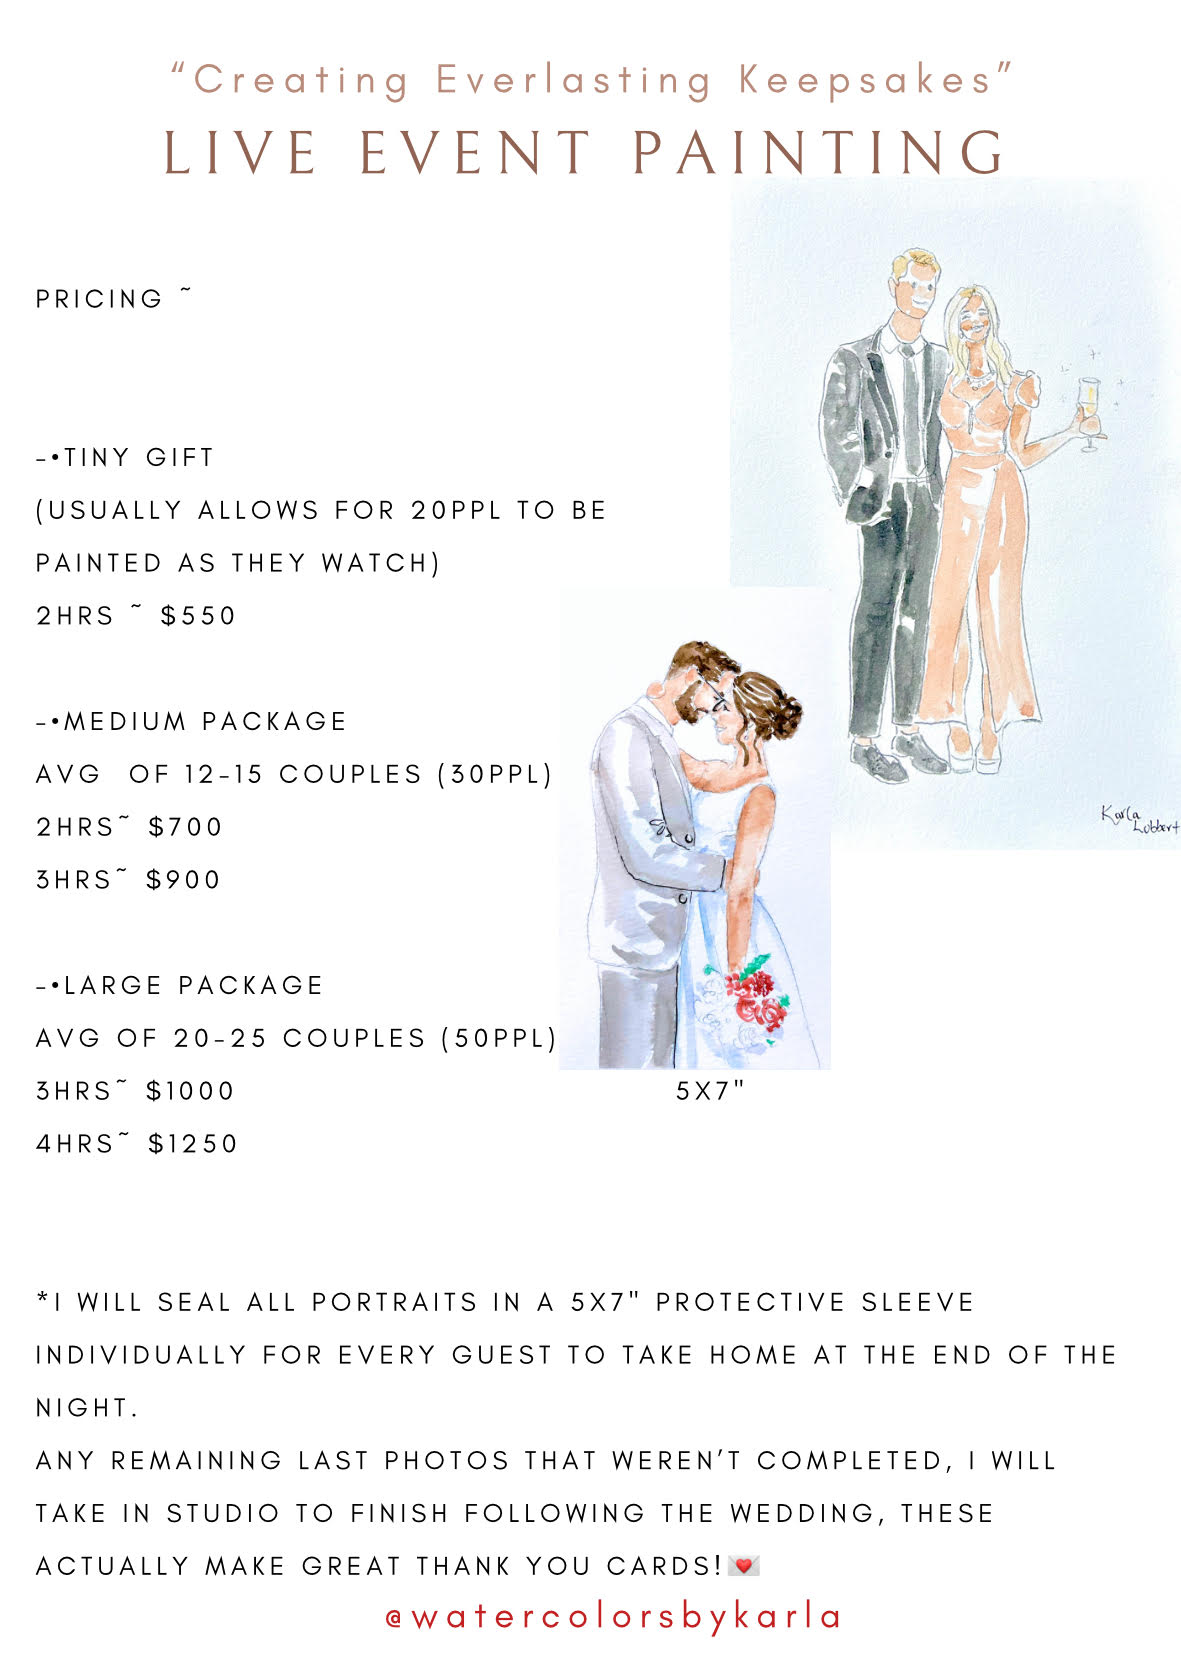 “Creating Everlasting Keepsakes”
LIVE EVENT PAINTING
PRICING ~
-•TINY GIFT
(USUALLY ALLOWS FOR 20PPL TO BE
PAINTED AS THEY WATCH)
2HRS ~ $550
-•MEDIUM PACKAGE
AVG OF 12-15 COUPLES (30PPL)
2HRS~ $700
3HRS~ $900
Karla
Lubbert
-•LARGE PACKAGE
AVG OF 20-25 COUPLES (50PPL)
3HRS~ $1000
5X7"
4HRS~ $1250
*I WILL SEAL ALL PORTRAITS IN A 5X7" PROTECTIVE SLEEVE
INDIVIDUALLY FOR EVERY GUEST TO TAKE HOME AT THE END OF THE
NIGHT.
ANY REMAINING LAST PHOTOS THAT WEREN’T COMPLETED, I WILL
TAKE IN STUDIO TO FINISH FOLLOWING THE WEDDING, THESE
ACTUALLY MAKE GREAT THANK YOU CARDS!💌
@watercolorsbykarla